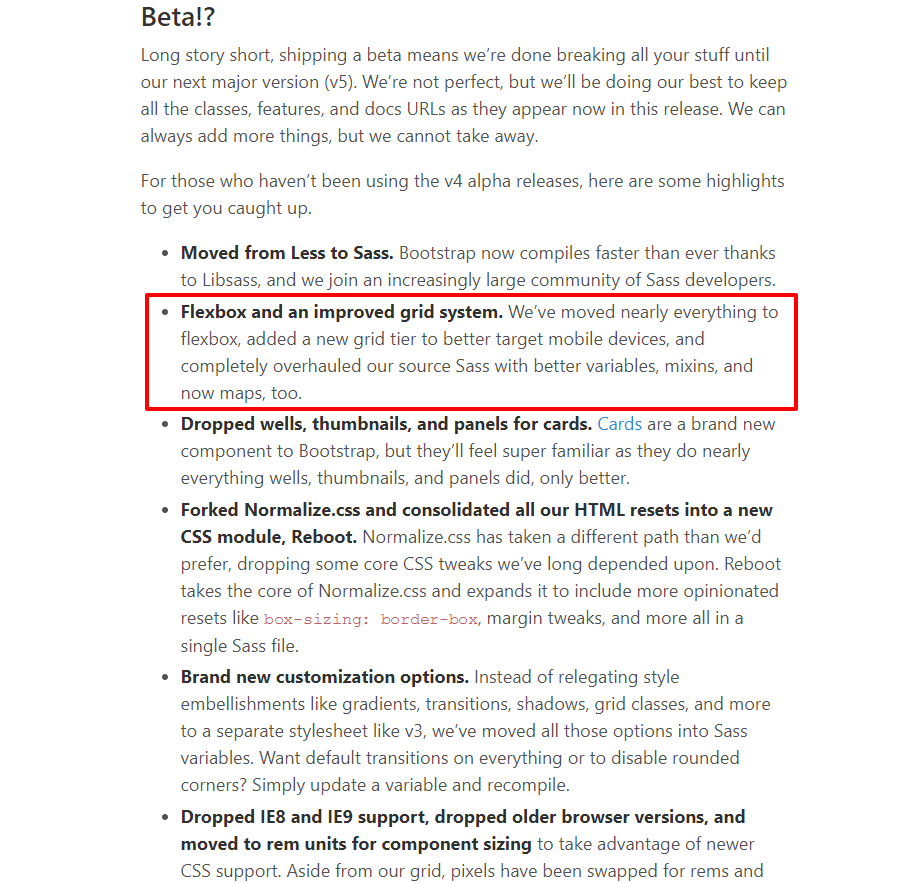 Beta!?
Long story short, shipping a beta means we’re done breaking all your stuff until
our next major version (v5). We’re not perfect, but we’ll be doing our best to keep
all the classes, features, and docs URLs as they appear now in this release. We can
always add more things, but we cannot take away.
For those who haven’t been using the v4 alpha releases, here are some highlights
to get you caught up.
• Moved from Less to Sass. Bootstrap now compiles faster than ever thanks
to Libsass, and we join an increasingly large community of Sass developers.
• Flexbox and an improved grid system. We’ve moved nearly everything to
flexbox, added a new grid tier to better target mobile devices, and
completely overhauled our source Sass with better variables, mixins, and
now maps, too.
• Dropped wells, thumbnails, and panels for cards. Cards are a brand new
component to Bootstrap, but they’ll feel super familiar as they do nearly
everything wells, thumbnails, and panels did, only better.
• Forked Normalize.css and consolidated all our HTML resets into a new
CSS module, Reboot. Normalize.css has taken a different path than we’d
prefer, dropping some core CSS tweaks we’ve long depended upon. Reboot
takes the core of Normalize.css and expands it to include more opinionated
resets like box-sizing: border-box, margin tweaks, and more all in a
single Sass file.
• Brand new customization options. Instead of relegating style
embellishments like gradients, transitions, shadows, grid classes, and more
to a separate stylesheet like v3, we’ve moved all those options into Sass
variables. Want default transitions on everything or to disable rounded
corners? Simply update a variable and recompile.
• Dropped IE8 and IE9 support, dropped older browser versions, and
moved to rem units for component sizing to take advantage of newer
CSS support. Aside from our grid, pixels have been swapped for rems and